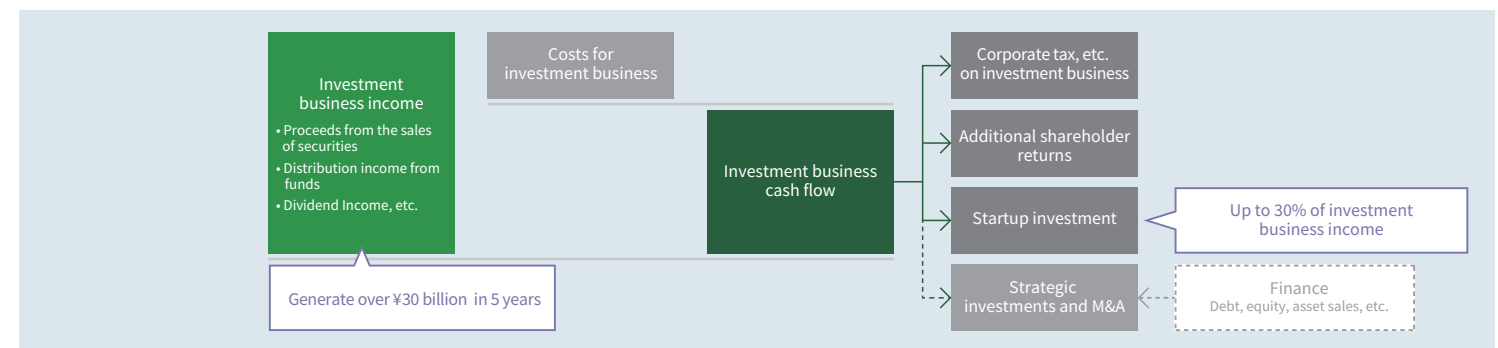 Investment
business income
• Proceeds from the sales
of securities
• Distribution income from
funds
• Dividend Income, etc.
Generate over ¥30 billion in 5 years
Costs for
investment business
Investment business
cash flow
Corporate tax, etc.
on investment business
Additional shareholder
returns
Startup investment
Up to 30% of investment
business income
Strategic
investments and M&A
Finance
Debt, equity, asset sales, etc.